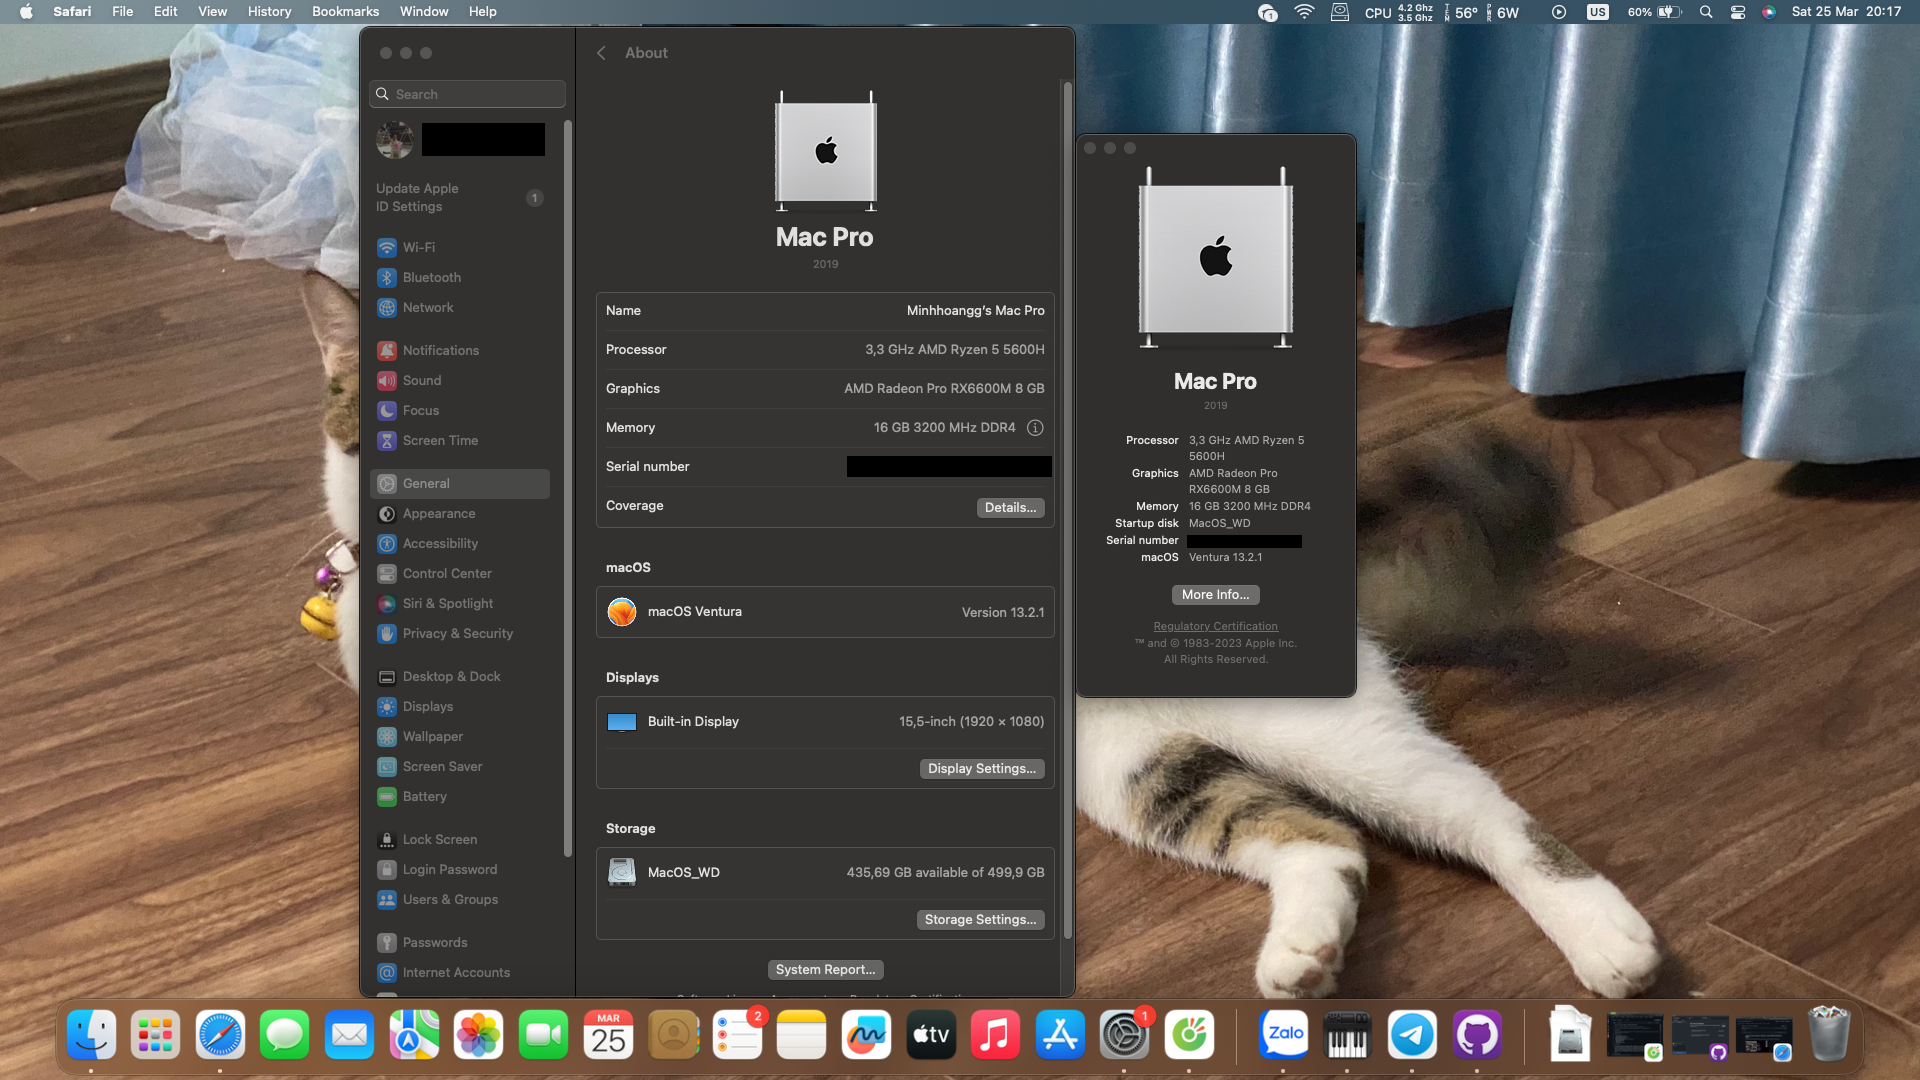 Safari File Edit View History Bookmarks Window Help
1 CPU 4.2 Ghz 3.5 Ghz 56° 6W US 60% Sat 25 Mar 20:17
Search
Update Apple
ID Settings
1
Wi-Fi
Bluetooth
Network
Notifications
Sound
Focus
Screen Time
General
Appearance
Accessibility
Control Center
Siri & Spotlight
Privacy & Security
Desktop & Dock
Displays
Wallpaper
Screen Saver
Battery
Lock Screen
Login Password
Users & Groups
Passwords
Internet Accounts
About
Mac Pro
2019
Name Minhhoangg's Mac Pro
Processor 3,3 GHz AMD Ryzen 5 5600H
Graphics AMD Radeon Pro RX6600M 8 GB
Memory 16 GB 3200 MHz DDR4
Serial number
Coverage Details...
macOS
macOS Ventura Version 13.2.1
Displays
Built-in Display 15,5-inch (1920 × 1080)
Display Settings...
Storage
MacOS_WD 435,69 GB available of 499,9 GB
Storage Settings...
System Report...
Mac Pro
2019
Processor 3,3 GHz AMD Ryzen 5
5600H
Graphics AMD Radeon Pro
RX6600M 8 GB
Memory 16 GB 3200 MHz DDR4
Startup disk MacOS_WD
Serial number
macOS Ventura 13.2.1
More Info...
Regulatory Certification
™ and © 1983-2023 Apple Inc.
All Rights Reserved.
MAR
25
2
tv
1
Zalo